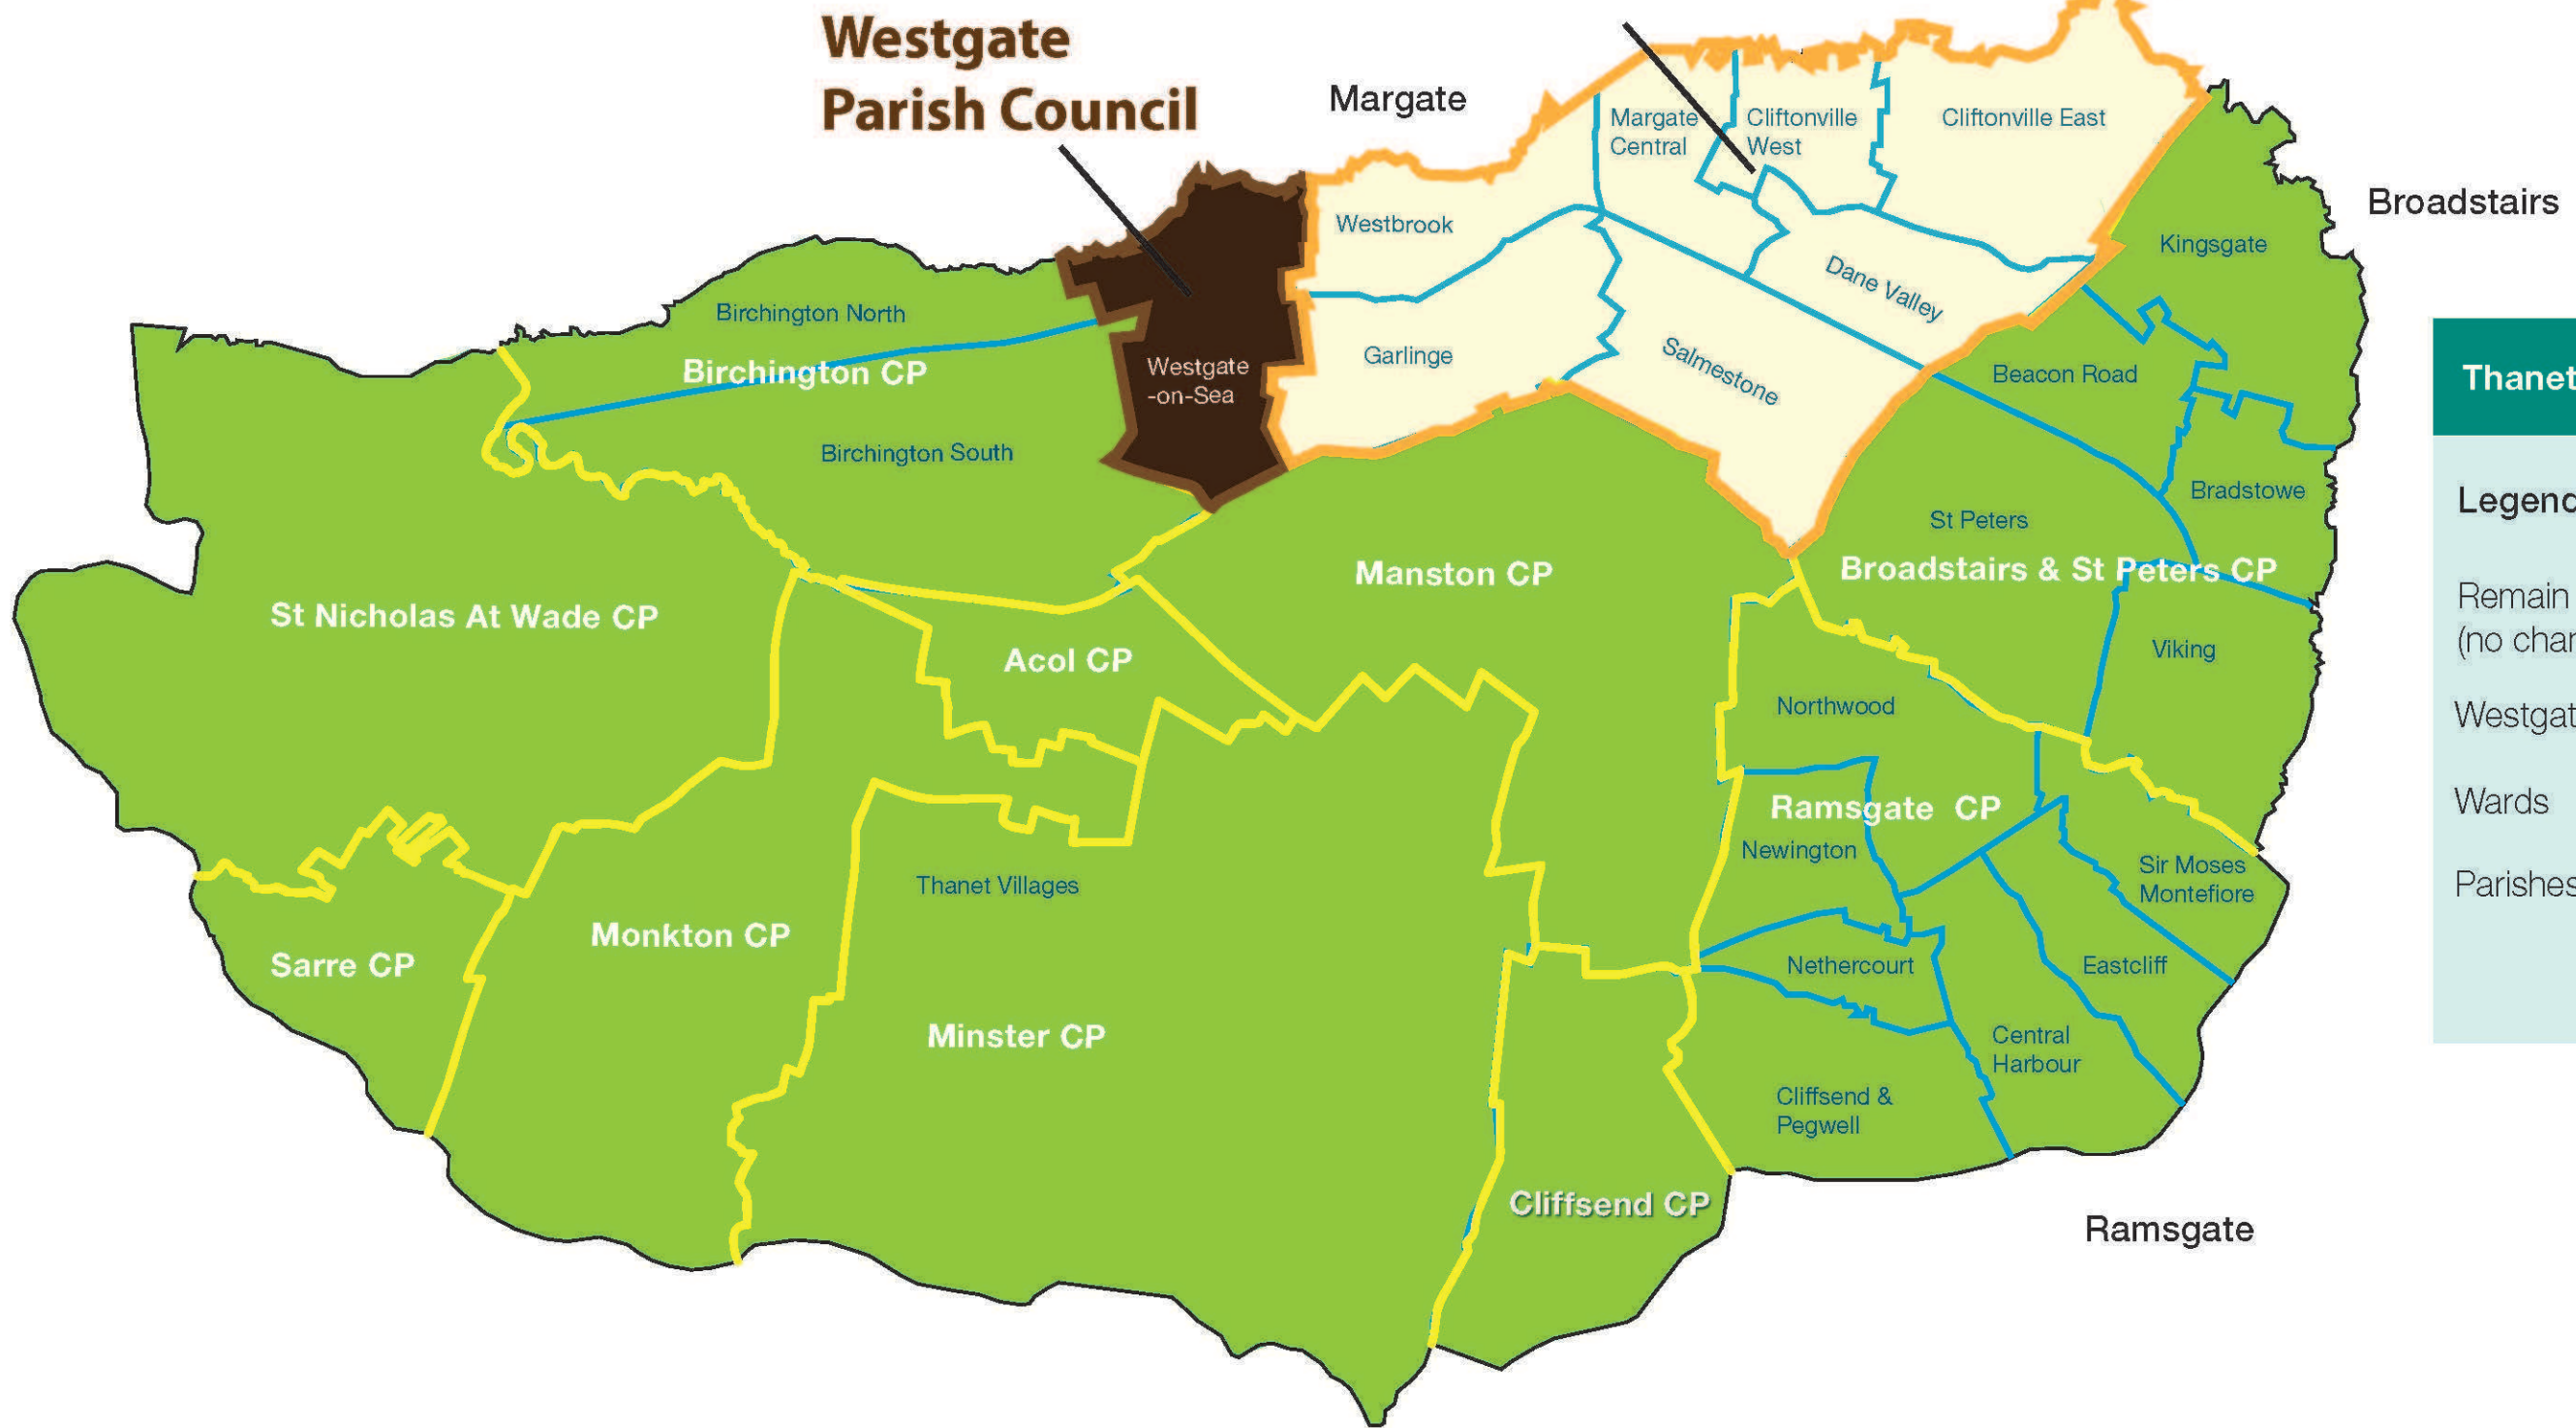 Westgate
Parish Council
Margate
Margate
Central
Cliftonville
West
Cliftonville East
Broadstairs
Westbrook
Kingsgate
Dane Valley
Birchington North
Birchington CP
Westgate
-on-Sea
Garlinge
Salmestone
Beacon Road
Thanet
Birchington South
Bradstowe
Legend
St Peters
Manston CP
Broadstairs & St Peters CP
Remain
(no char
St Nicholas At Wade CP
Acol CP
Viking
Northwood
Westgat
Wards
Ramsgate CP
Newington
Sir Moses
Montefiore
Parishes
Thanet Villages
Monkton CP
Sarre CP
Nethercourt
Eastcliff
Minster CP
Central
Harbour
Cliffsend &
Pegwell
Cliffsend CP
Ramsgate